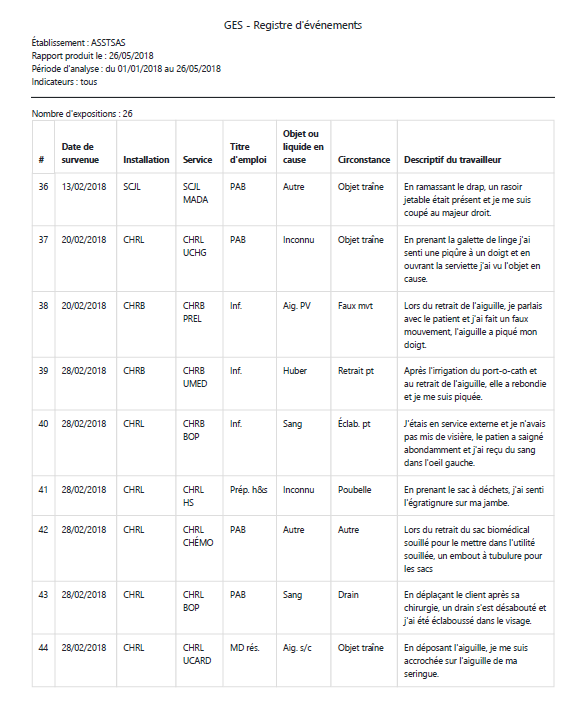 GES - Registre d'événements
Établissement : ASSTSAS
Rapport produit le : 26/05/2018
Période d'analyse : du 01/01/2018 au 26/05/2018
Indicateurs : tous
Nombre d'expositions : 26
# Date de survenue Installation Service Titre d'emploi Objet ou liquide en cause Circonstance Descriptif du travailleur
36 13/02/2018 SCJL SCJL PAB Autre Objet traîne En ramassant le drap, un rasoir
MADA jetable était présent et je me suis
coupé au majeur droit.
37 20/02/2018 CHRL CHRL PAB Inconnu Objet traîne En prenant la galette de linge j'ai
UCHG senti une piqûre à un doigt et en
ouvrant la serviette j'ai vu l'objet en
cause.
38 20/02/2018 CHRB CHRB Inf. Aig. PV Faux mvt Lors du retrait de l'aiguille, je parlais
PREL avec le patient et j'ai fait un faux
mouvement, l'aiguille a piqué mon
doigt.
39 28/02/2018 CHRB CHRB Inf. Huber Retrait pt Après l'irrigation du port-o-cath et
UMED au retrait de l'aiguille, elle a rebondie
et je me suis piquée.
40 28/02/2018 CHRL CHRB Inf. Sang Éclab. pt J'étais en service externe et je n'avais
BOP pas mis de visière, le patien a saigné
abondamment et j'ai reçu du sang
dans l'oeil gauche.
41 28/02/2018 CHRL CHRL Prép. h&s Inconnu Poubelle En prenant le sac à déchets, j'ai senti
HS l'égratignure sur ma jambe.
42 28/02/2018 CHRL CHRL PAB Autre Autre Lors du retrait du sac biomédical
CHÉMO souillé pour le mettre dans l'utilité
souillée, un embout à tubulure pour
les sacs
43 28/02/2018 CHRL CHRL PAB Sang Drain En déplaçant le client après sa
BOP chirurgie, un drain s'est désabouté et
j'ai été éclaboussé dans le visage.
44 28/02/2018 CHRL CHRL MD rés. Aig. s/c Objet traîne En déposant l'aiguille, je me suis
UCARD accrochée sur l'aiguille de ma
seringue.